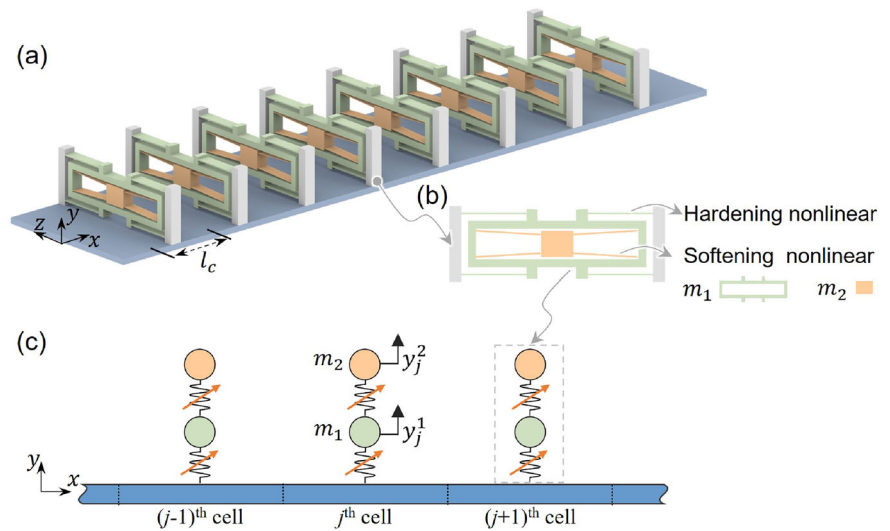 (a)
z y x
l_c
(b)
Hardening nonlinear
Softening nonlinear
m_1 m_2
(c)
m_2 y_j^2
m_1 y_j^1
y x
(j-1)^th cell j^th cell (j+1)^th cell